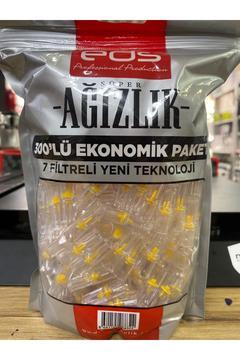 eds
Professional Production
SÜPER
AĞIZLIK
300'LÜ EKONOMİK PAKET
7 FİLTRELİ YENİ TEKNOLOJİ